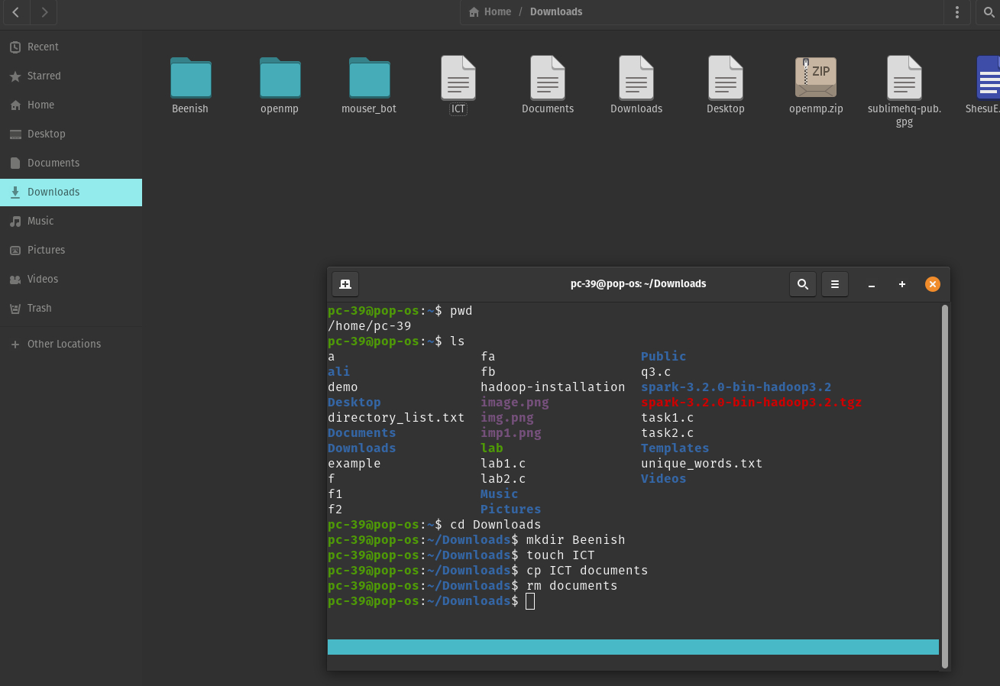 Home / Downloads
Recent
Starred
Home
Desktop
Documents
Downloads
Music
Pictures
Videos
Trash
Other Locations
Beenish
openmp
mouser_bot
ICT
Documents
Downloads
Desktop
ZIP
openmp.zip
sublimehq-pub.
gpg
ShesuE.
pc-39@pop-os: ~/Downloads
pc-39@pop-os:~$ pwd
/home/pc-39
pc-39@pop-os:~$ ls
a fa Public
ali fb q3.c
demo hadoop-installation spark-3.2.0-bin-hadoop3.2
Desktop image.png spark-3.2.0-bin-hadoop3.2.tgz
directory_list.txt img.png task1.c
Documents imp1.png task2.c
Downloads lab Templates
example lab1.c unique_words.txt
f lab2.c Videos
f1 Music
f2 Pictures
pc-39@pop-os:~$ cd Downloads
pc-39@pop-os:~/Downloads$ mkdir Beenish
pc-39@pop-os:~/Downloads$ touch ICT
pc-39@pop-os:~/Downloads$ cp ICT documents
pc-39@pop-os:~/Downloads$ rm documents
pc-39@pop-os:~/Downloads$